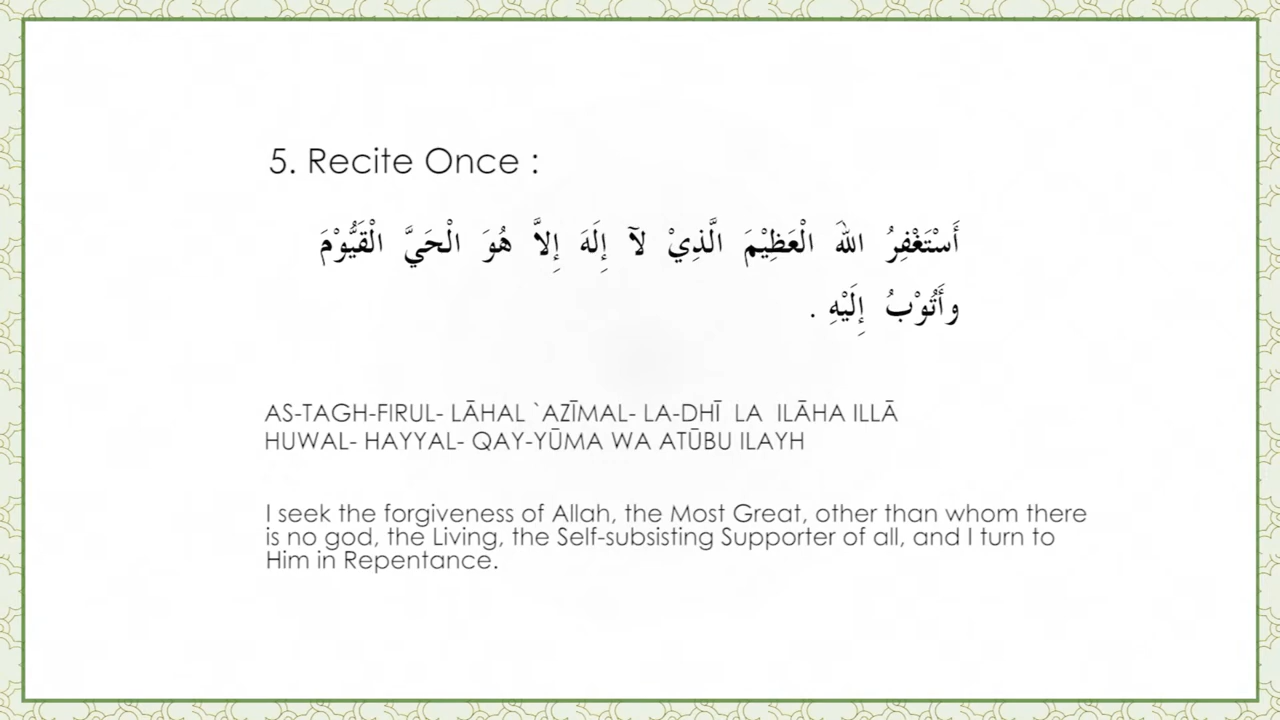 5. Recite Once :
أَسْتَغْفِرُ اللهَ الْعَظِيْمَ الَّذِيْ لآ إِلَهَ إِلاَّ هُوَ الْحَيَّ الْقَيُّوْمَ
وأَتُوْبُ إِلَيْهِ .
AS-TAGH-FIRUL- LĀHAL `AZĪMAL- LA-DHĪ LA ILĀHA ILLĀ
HUWAL- HAYYAL- QAY-YŪMA WA ATŪBU ILAYH
I seek the forgiveness of Allah, the Most Great, other than whom there
is no god, the Living, the Self-subsisting Supporter of all, and I turn to
Him in Repentance.